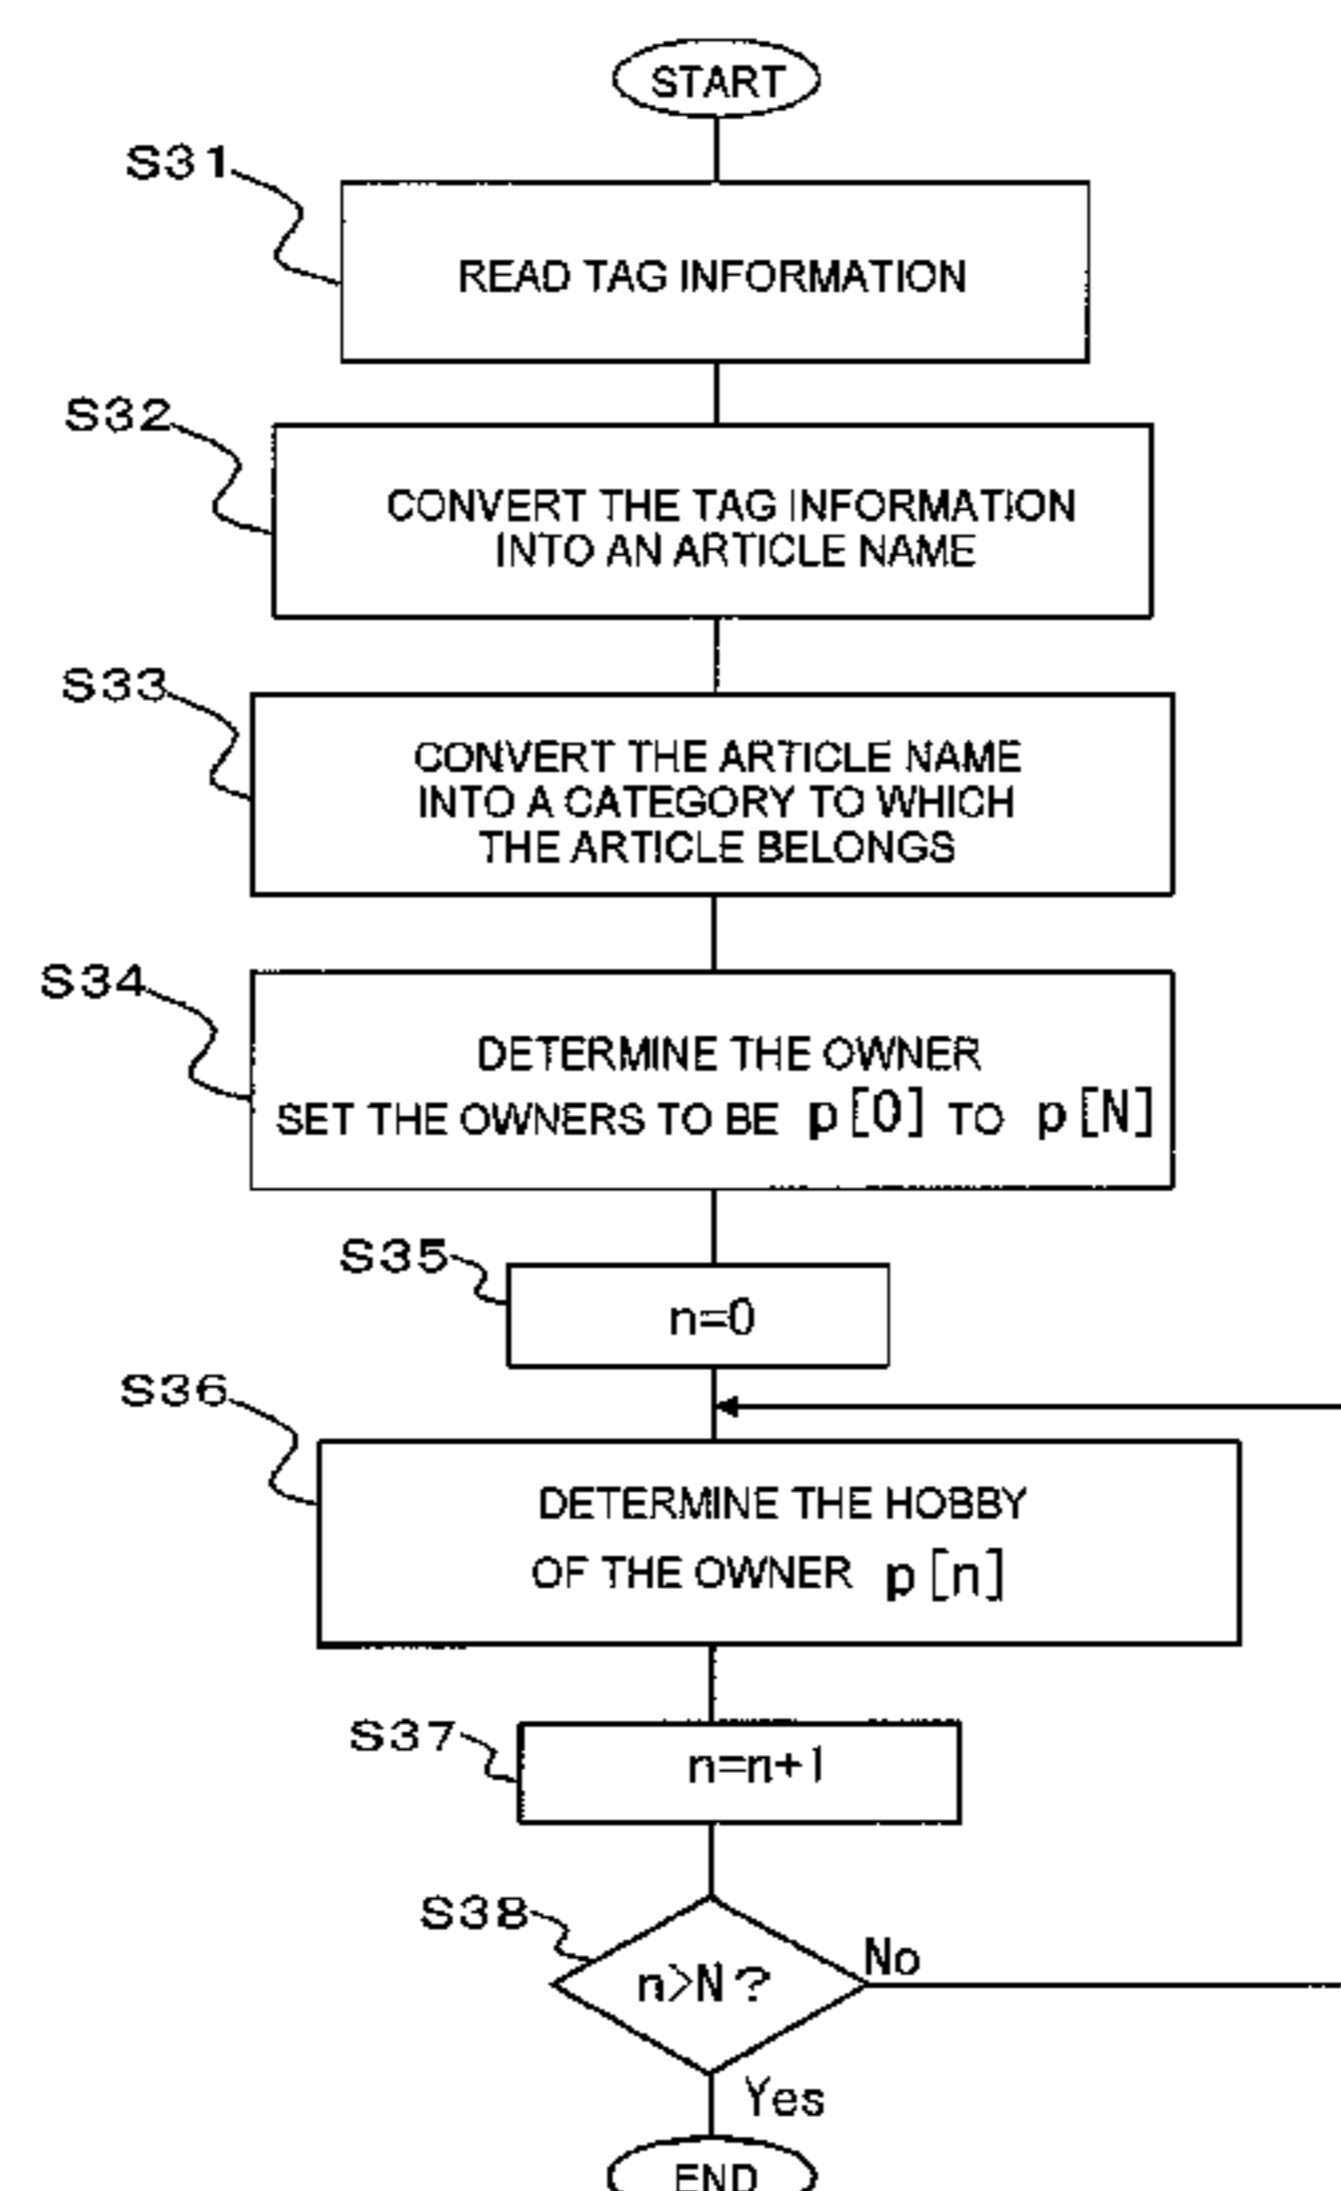 START
S31
READ TAG INFORMATION
S32
CONVERT THE TAG INFORMATION
INTO AN ARTICLE NAME
S33
CONVERT THE ARTICLE NAME
INTO A CATEGORY TO WHICH
THE ARTICLE BELONGS
S34
DETERMINE THE OWNER
SET THE OWNERS TO BE p[0] TO p[N]
S35
n=0
S36
DETERMINE THE HOBBY
OF THE OWNER p[n]
S37
n=n+1
S38
n>N?
No
Yes
END